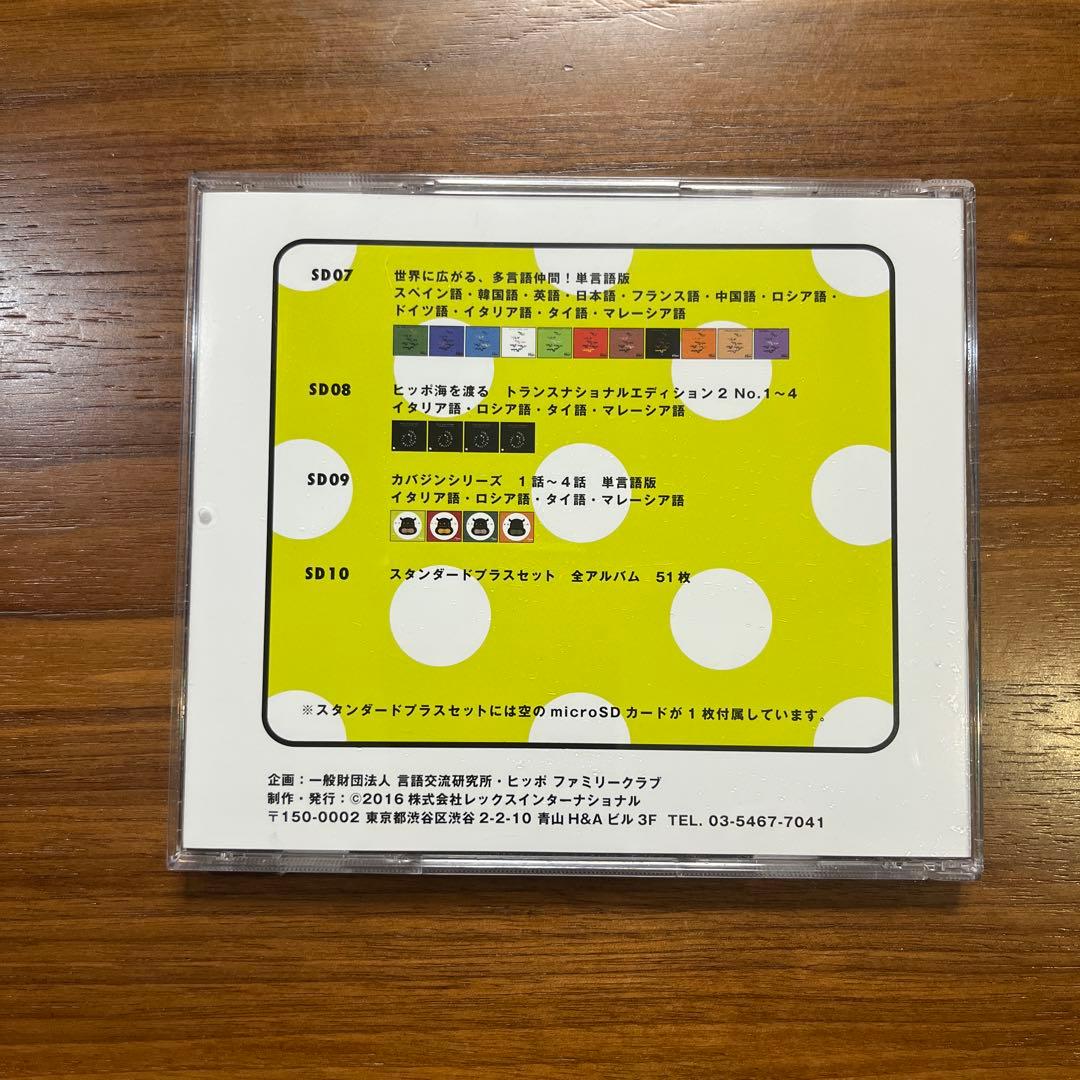 SD07 世界に広がる、多言語仲間！単言語版
スペイン語・韓国語・英語・日本語・フランス語・中国語・ロシア語・
ドイツ語・イタリア語・タイ語・マレーシア語
SD08 ヒッポ海を渡る トランスナショナルエディション2 No.1〜4
イタリア語・ロシア語・タイ語・マレーシア語
SD09 カバジンシリーズ 1話〜4話 単言語版
イタリア語・ロシア語・タイ語・マレーシア語
SD10 スタンダードプラスセット 全アルバム 51枚
※スタンダードプラスセットには空のmicroSDカードが1枚付属しています。
企画：一般財団法人 言語交流研究所・ヒッポ ファミリークラブ
制作・発行：©2016 株式会社レックスインターナショナル
〒150-0002 東京都渋谷区渋谷2-2-10 青山H&Aビル3F TEL. 03-5467-7041